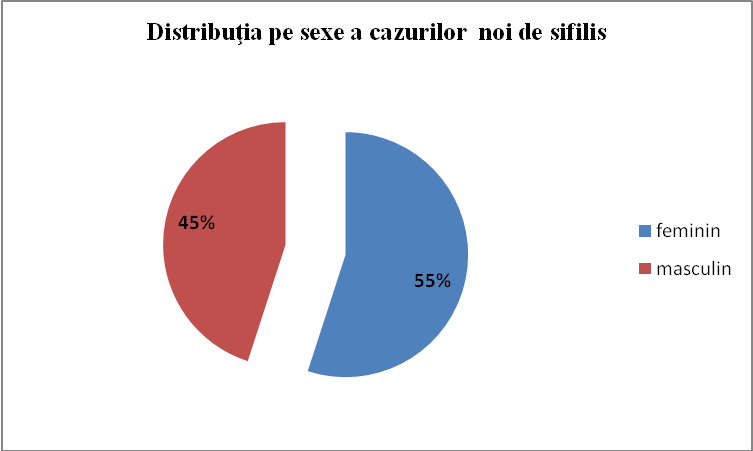 Distribuţia pe sexe a cazurilor  noi de sifilis
45%
55%
feminin
masculin